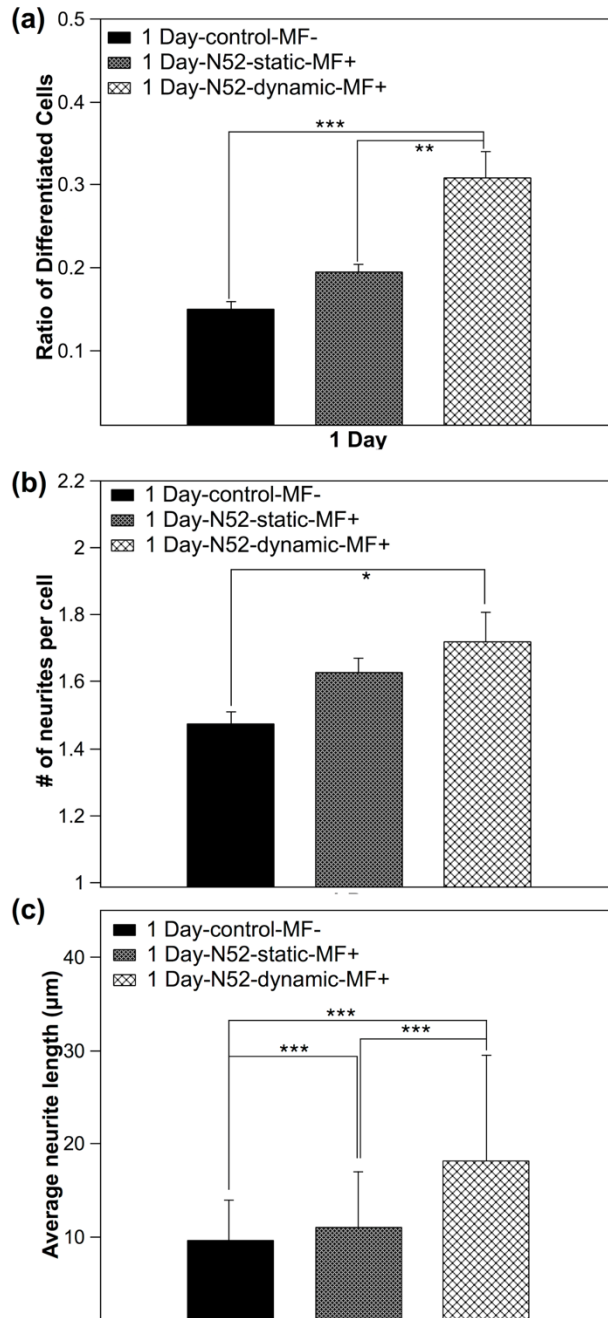 (a)
Ratio of Differentiated Cells
0.5
0.4
0.3
0.2
0.1
1 Day-control-MF-
1 Day-N52-static-MF+
1 Day-N52-dynamic-MF+
***
**
1 Day
(b)
# of neurites per cell
2.2
2
1.8
1.6
1.4
1.2
1
1 Day-control-MF-
1 Day-N52-static-MF+
1 Day-N52-dynamic-MF+
*
(c)
Average neurite length (µm)
40
30
20
10
1 Day-control-MF-
1 Day-N52-static-MF+
1 Day-N52-dynamic-MF+
***
***
***